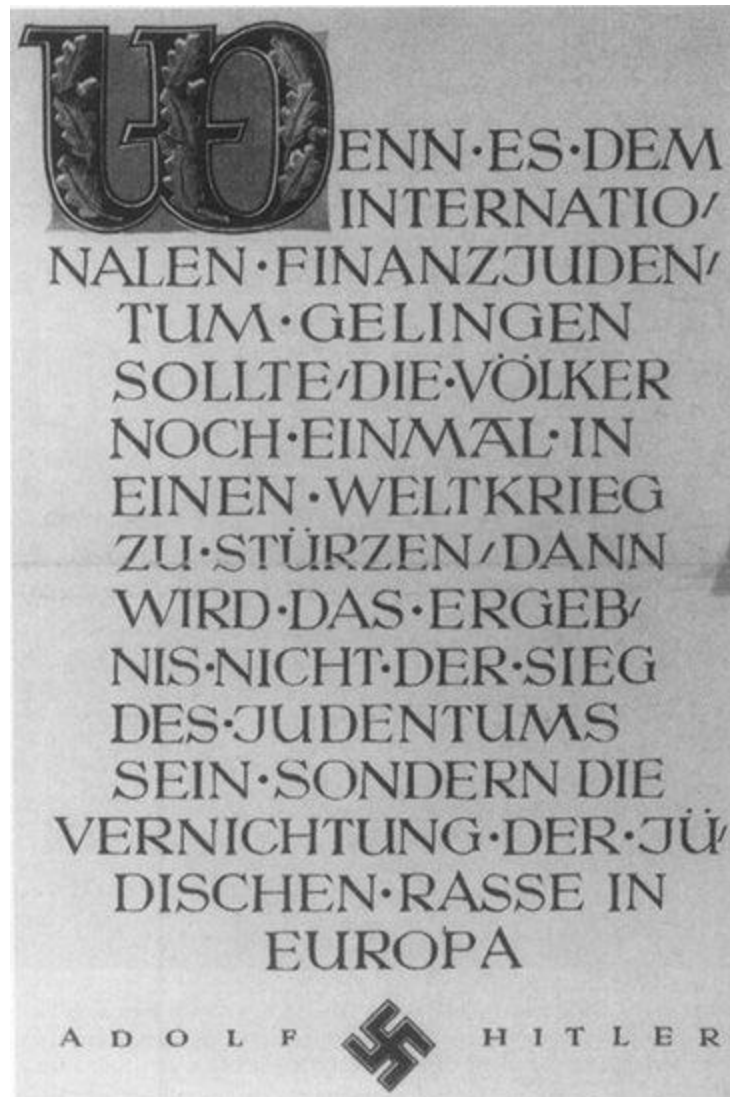 WENN·ES·DEM
INTERNATIO/
NALEN·FINANZJUDEN/
TUM·GELINGEN
SOLLTE/DIE·VÖLKER
NOCH·EINMAL·IN
EINEN·WELTKRIEG
ZU·STÜRZEN/DANN
WIRD·DAS·ERGEB/
NIS·NICHT·DER·SIEG
DES·JUDENTUMS
SEIN·SONDERN DIE
VERNICHTUNG·DER·JÜ/
DISCHEN·RASSE IN
EUROPA
ADOLF HITLER